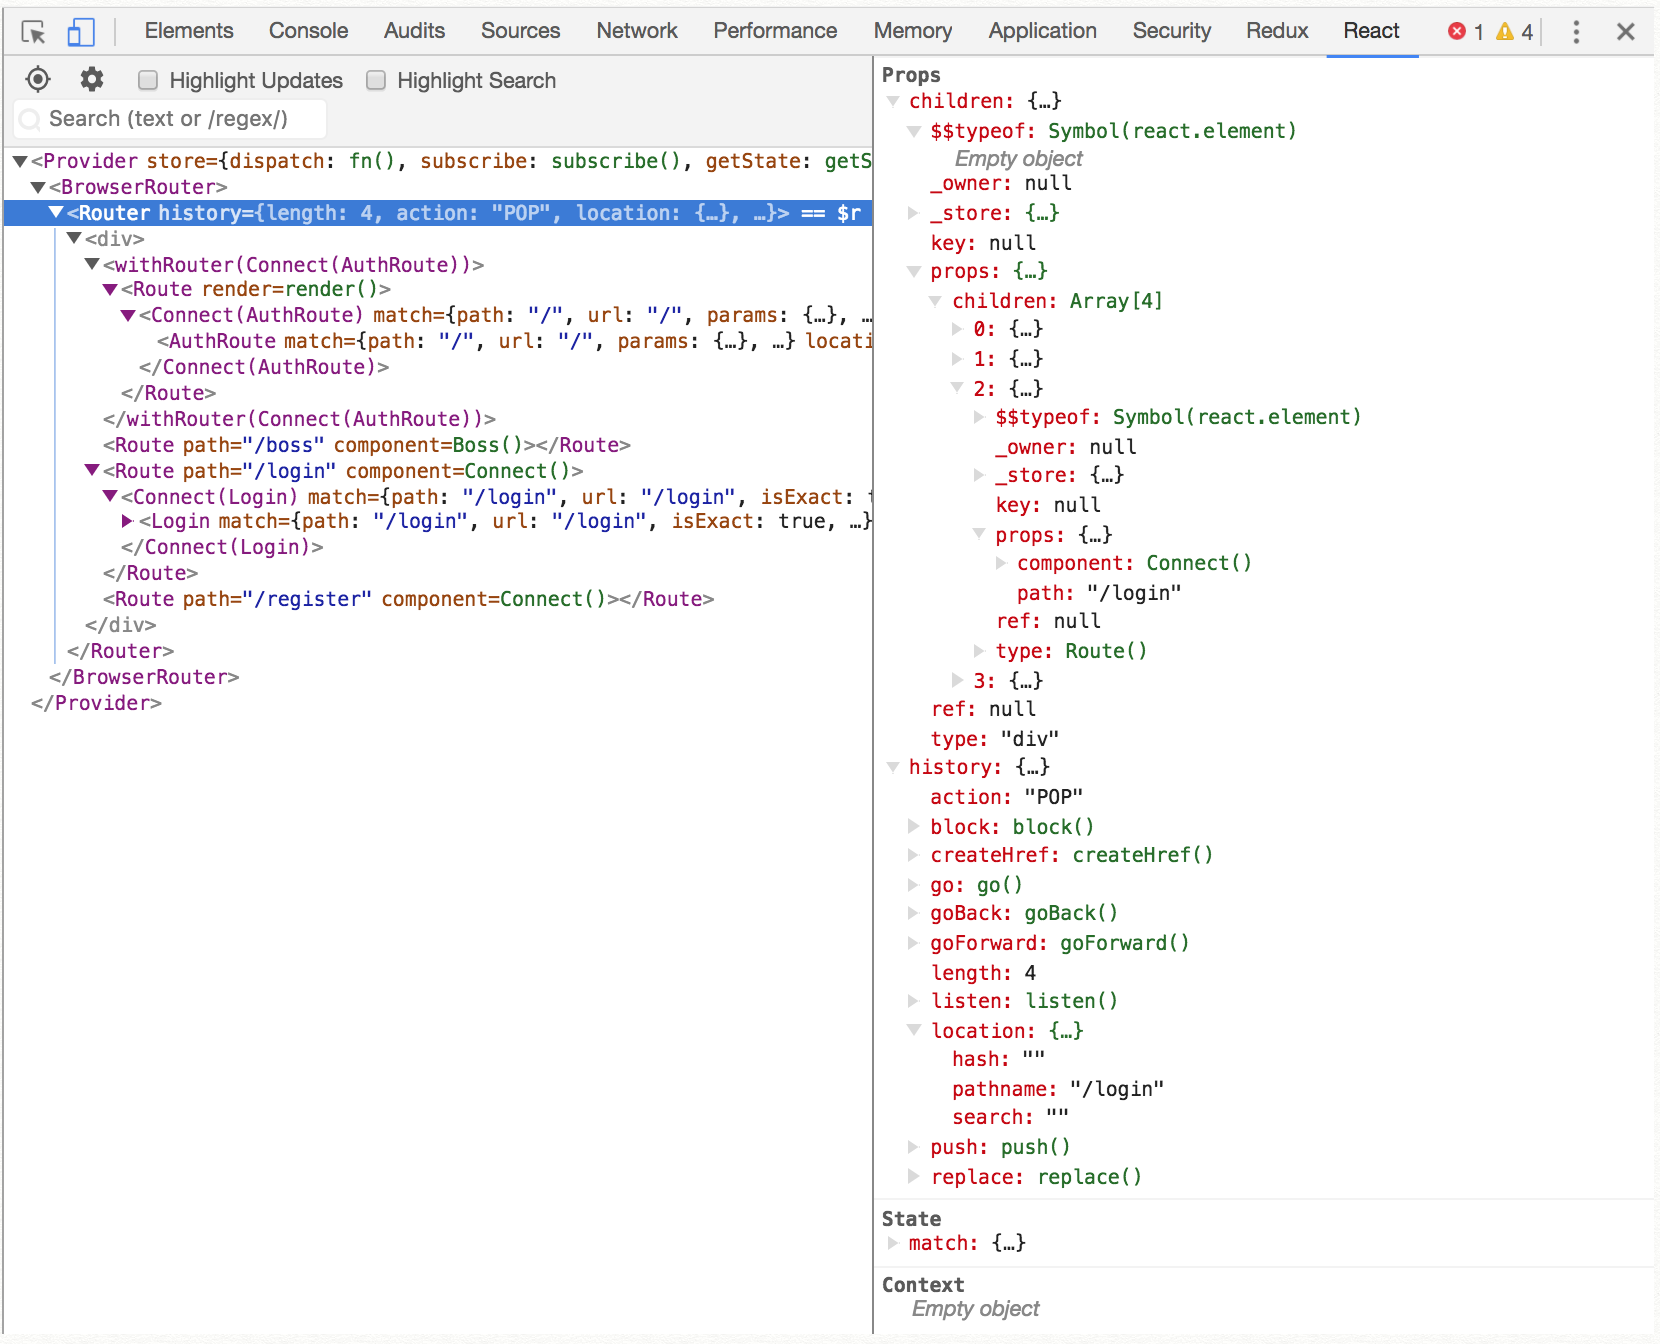 Elements Console Audits Sources Network Performance Memory Application Security Redux React 1 4
Highlight Updates Highlight Search
Search (text or /regex/)
<Provider store={dispatch: fn(), subscribe: subscribe(), getState: getS
<BrowserRouter>
<Router history={length: 4, action: "POP", location: {…}, …}> == $r
<div>
<withRouter(Connect(AuthRoute))>
<Route render=render()>
<Connect(AuthRoute) match={path: "/", url: "/", params: {…}, …
<AuthRoute match={path: "/", url: "/", params: {…}, …} locati
</Connect(AuthRoute)>
</Route>
</withRouter(Connect(AuthRoute))>
<Route path="/boss" component=Boss()></Route>
<Route path="/login" component=Connect()>
<Connect(Login) match={path: "/login", url: "/login", isExact: t
<Login match={path: "/login", url: "/login", isExact: true, …}
</Connect(Login)>
</Route>
<Route path="/register" component=Connect()></Route>
</div>
</Router>
</BrowserRouter>
</Provider>
Props
children: {…}
$$typeof: Symbol(react.element)
Empty object
_owner: null
_store: {…}
key: null
props: {…}
children: Array[4]
0: {…}
1: {…}
2: {…}
$$typeof: Symbol(react.element)
_owner: null
_store: {…}
key: null
props: {…}
component: Connect()
path: "/login"
ref: null
type: Route()
3: {…}
ref: null
type: "div"
history: {…}
action: "POP"
block: block()
createHref: createHref()
go: go()
goBack: goBack()
goForward: goForward()
length: 4
listen: listen()
location: {…}
hash: ""
pathname: "/login"
search: ""
push: push()
replace: replace()
State
match: {…}
Context
Empty object